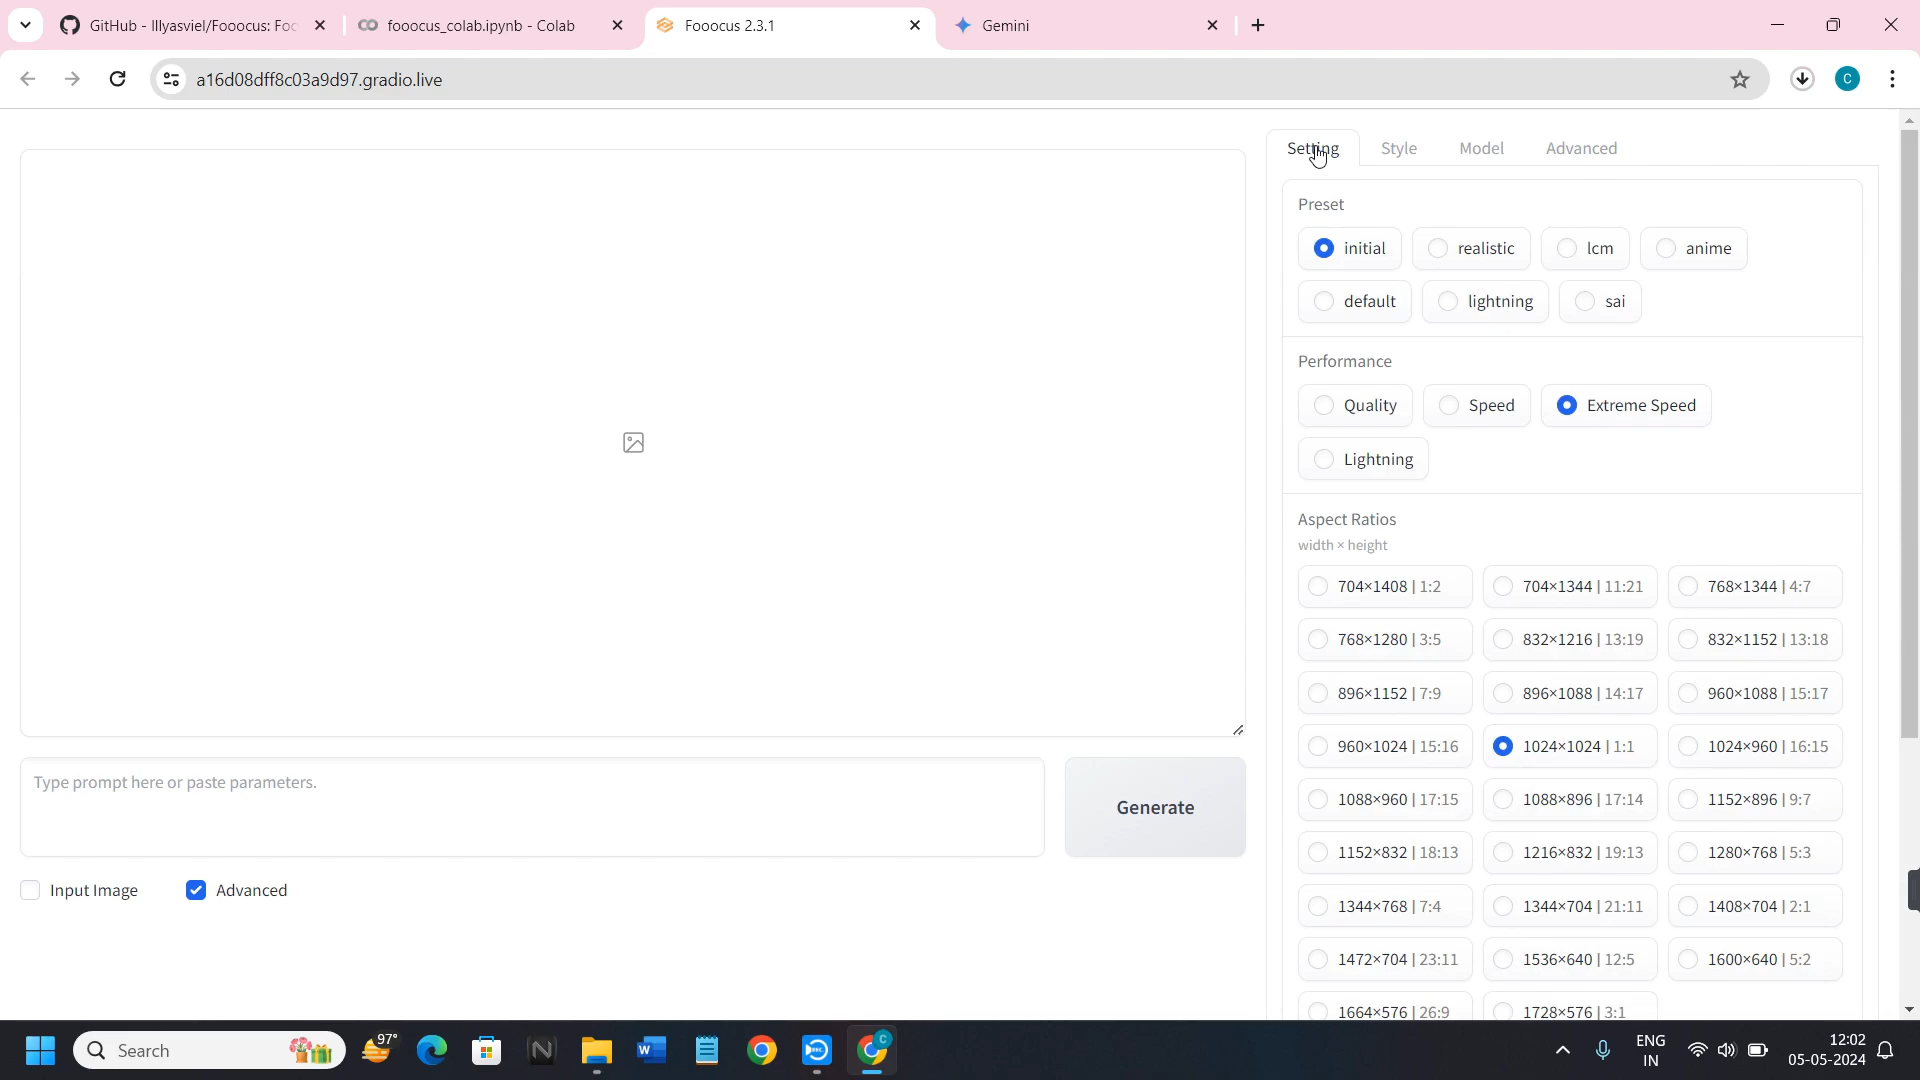 GitHub - lllyasviel/Fooocus: Foc
fooocus_colab.ipynb - Colab
Fooocus 2.3.1
Gemini
a16d08dff8c03a9d97.gradio.live
C
Setting Style Model Advanced
Preset
initial realistic lcm anime
default lightning sai
Performance
Quality Speed Extreme Speed
Lightning
Aspect Ratios
width × height
704×1408 | 1:2 704×1344 | 11:21 768×1344 | 4:7
768×1280 | 3:5 832×1216 | 13:19 832×1152 | 13:18
896×1152 | 7:9 896×1088 | 14:17 960×1088 | 15:17
960×1024 | 15:16 1024×1024 | 1:1 1024×960 | 16:15
1088×960 | 17:15 1088×896 | 17:14 1152×896 | 9:7
1152×832 | 18:13 1216×832 | 19:13 1280×768 | 5:3
1344×768 | 7:4 1344×704 | 21:11 1408×704 | 2:1
1472×704 | 23:11 1536×640 | 12:5 1600×640 | 5:2
1664×576 | 26:9 1728×576 | 3:1
Type prompt here or paste parameters.
Generate
Input Image Advanced
Search
97°
C
ENG
IN
12:02
05-05-2024